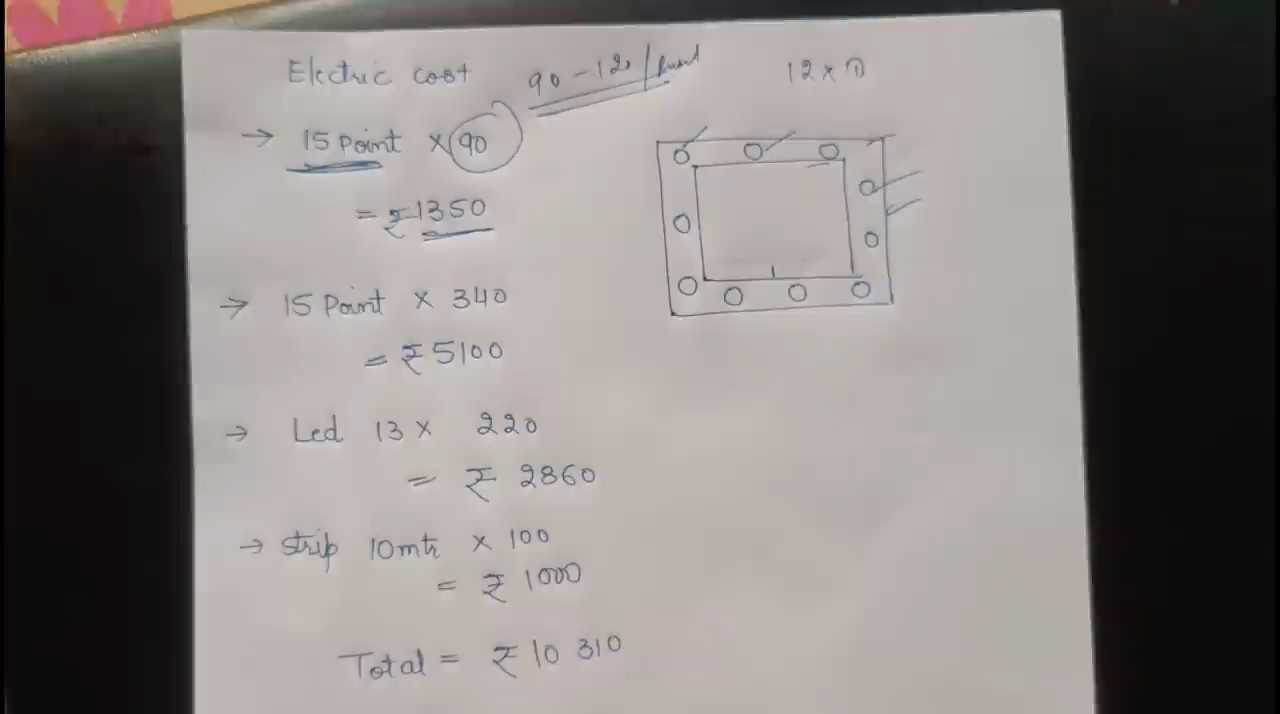 Electric cost
90 - 120 / Point
12 x 
→ 15 Point x 90
= ₹ 1350
→ 15 Point x 340
= ₹ 5100
→ Led 13 x 220
= ₹ 2860
→ Strip 10mtr x 100
= ₹ 1000
Total = ₹ 10 310